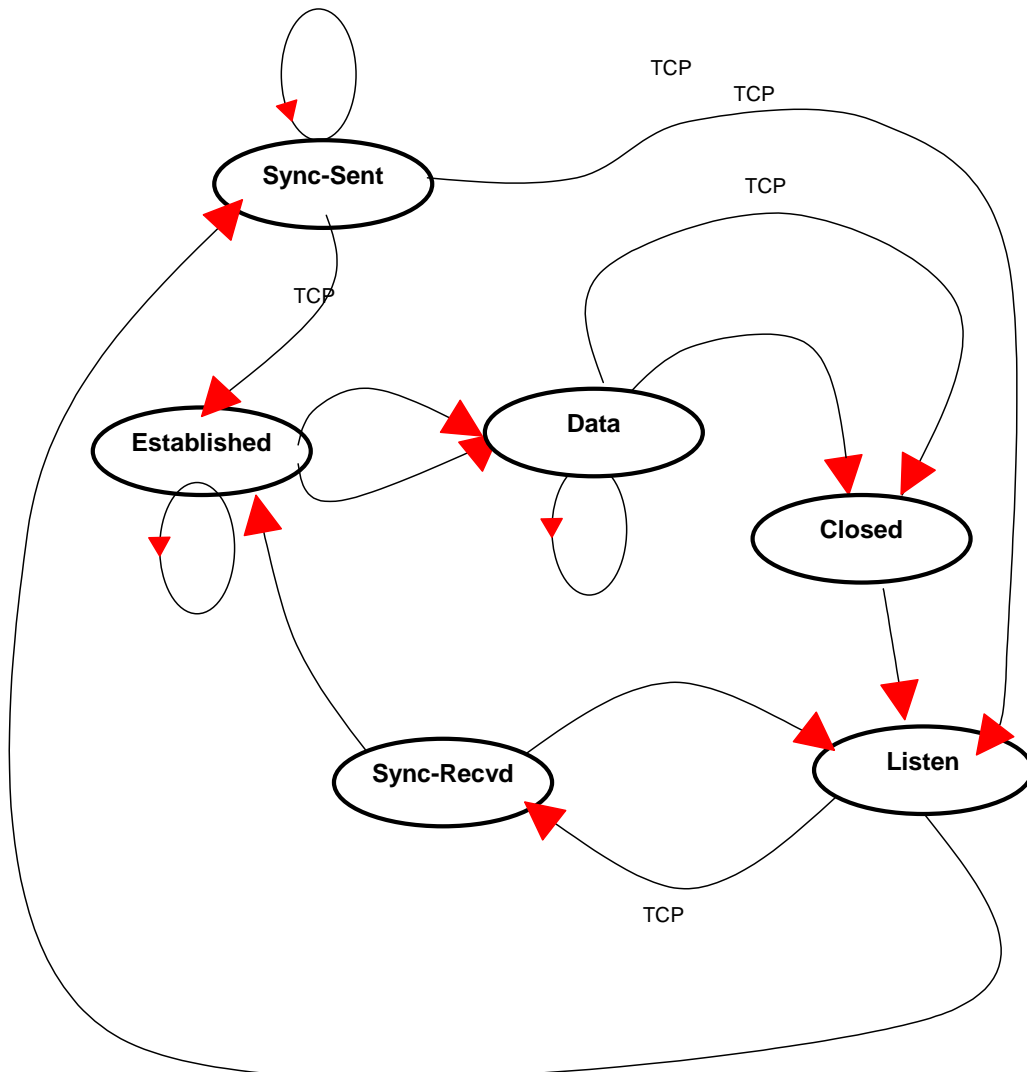 TCP
TCP
Sync-Sent
TCP
TCP
Data
Established
Closed
Listen
Sync-Recvd
TCP